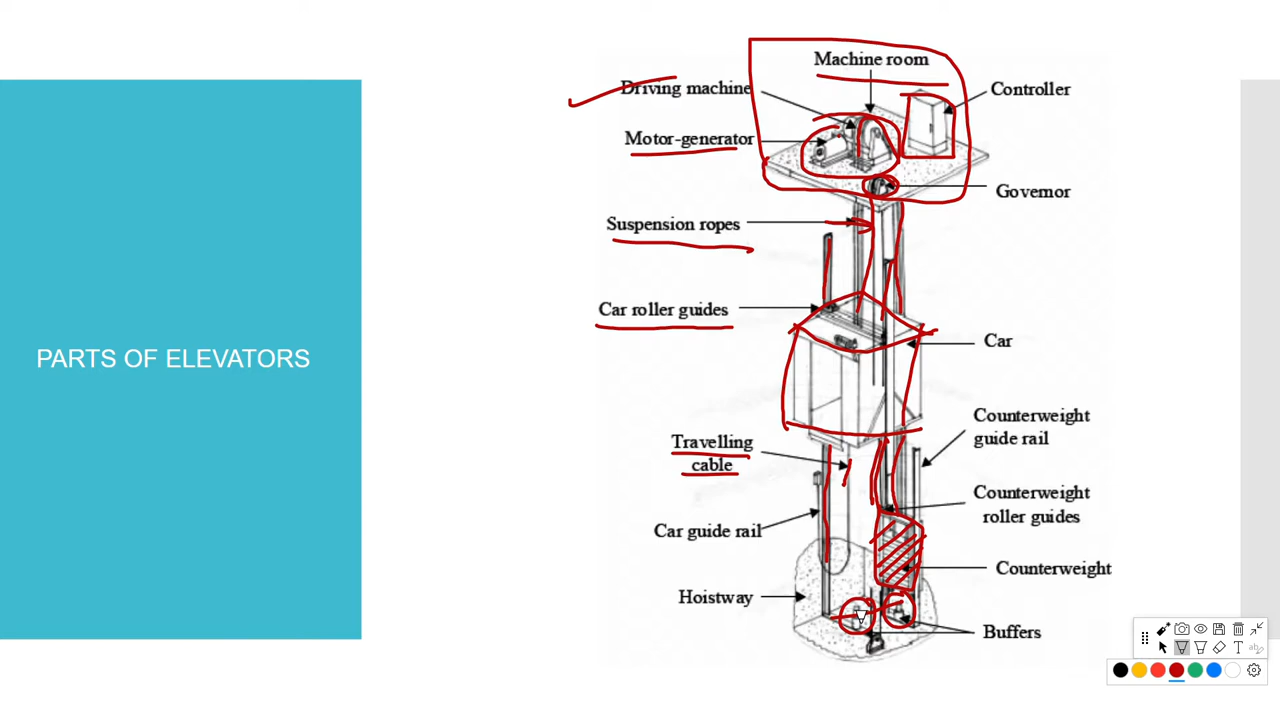 PARTS OF ELEVATORS
Machine room
Driving machine
Controller
Motor-generator
Governor
Suspension ropes
Car roller guides
Car
Counterweight
guide rail
Travelling
cable
Counterweight
roller guides
Car guide rail
Counterweight
Hoistway
Buffers
T
ab